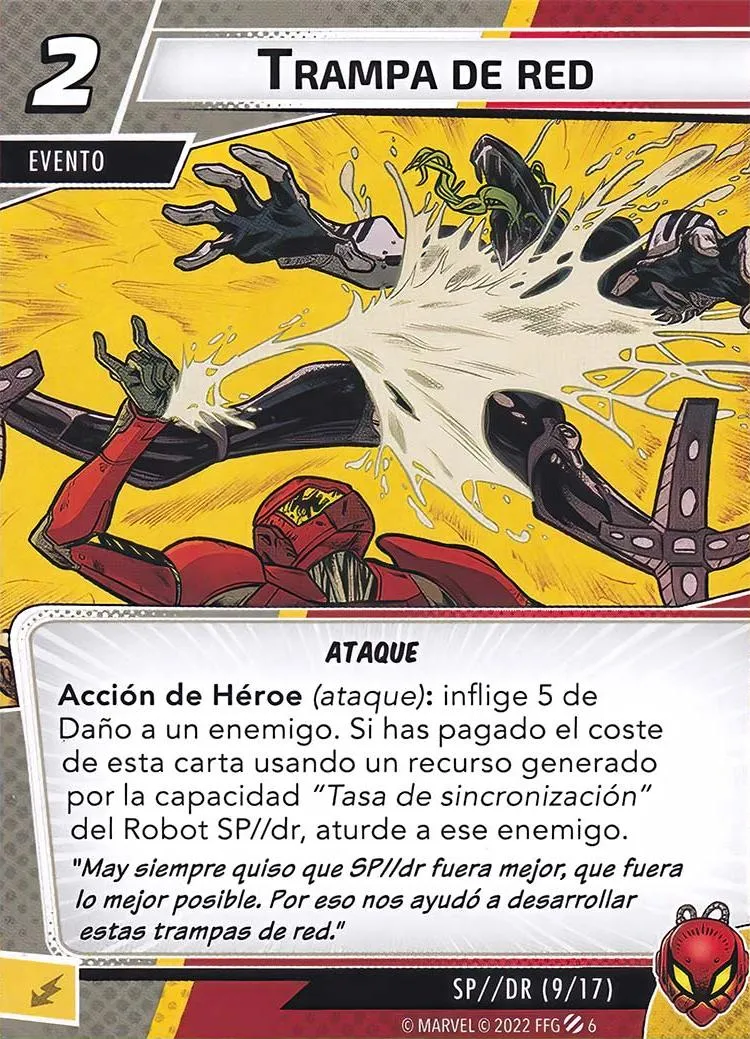 2
TRAMPA DE RED
EVENTO
ATAQUE
Acción de Héroe (ataque): inflige 5 de
Daño a un enemigo. Si has pagado el coste
de esta carta usando un recurso generado
por la capacidad “Tasa de sincronización”
del Robot SP//dr, aturde a ese enemigo.
"May siempre quiso que SP//dr fuera mejor, que fuera
lo mejor posible. Por eso nos ayudó a desarrollar
estas trampas de red."
SP//DR (9/17)
© MARVEL © 2022 FFG 6